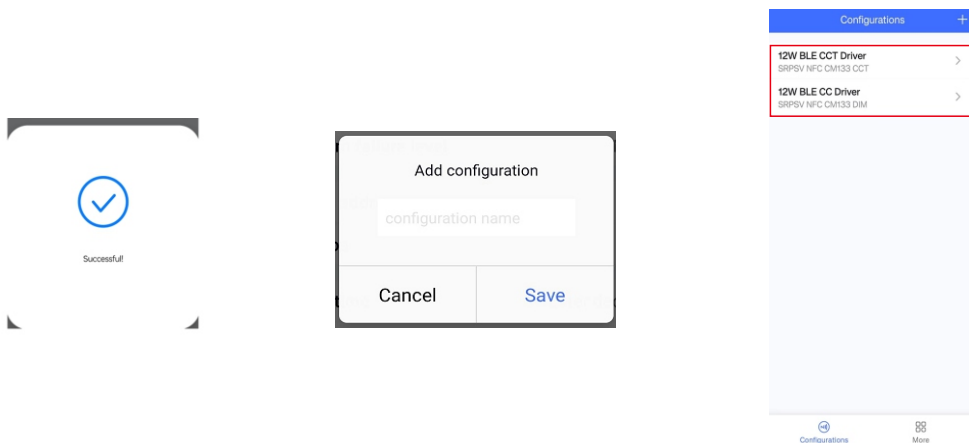 Successful!
Add configuration
configuration name
Cancel
Save
Configurations +
12W BLE CCT Driver
SRPSV NFC CM133 CCT
12W BLE CC Driver
SRPSV NFC CM133 DIM
Configurations
More